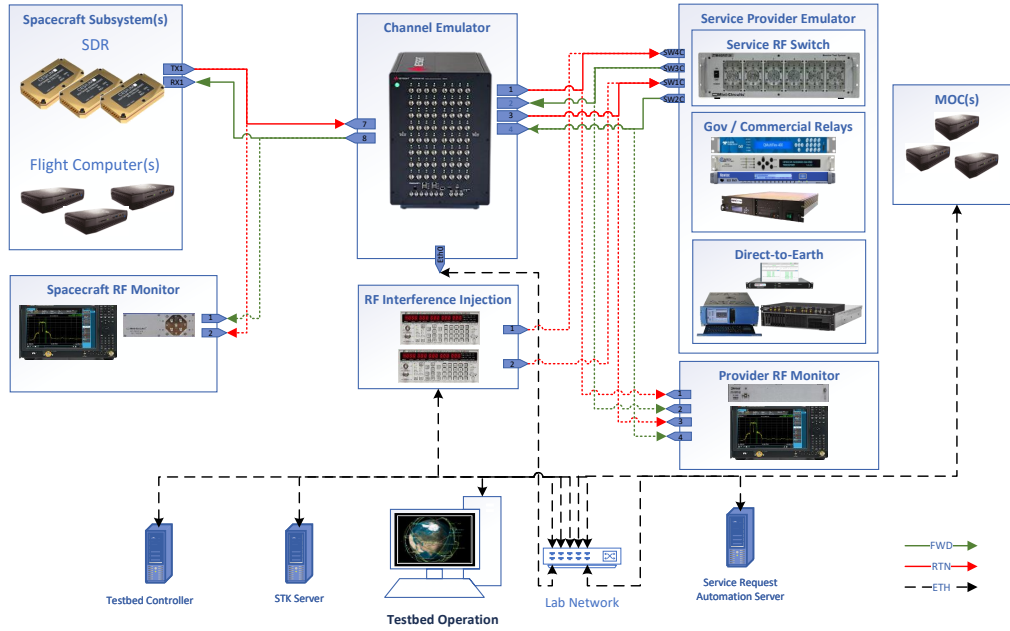 Spacecraft Subsystem(s)
SDR
TX1
RX1
Flight Computer(s)
Channel Emulator
7
8
1
2
3
4
Eth0
Service Provider Emulator
Service RF Switch
SW4C
SW3C
SW1C
SW2C
Gov / Commercial Relays
Direct-to-Earth
MOC(s)
Spacecraft RF Monitor
1
2
RF Interference Injection
1
2
Provider RF Monitor
1
2
3
4
Testbed Controller
STK Server
Testbed Operation
Lab Network
Service Request
Automation Server
FWD
RTN
ETH